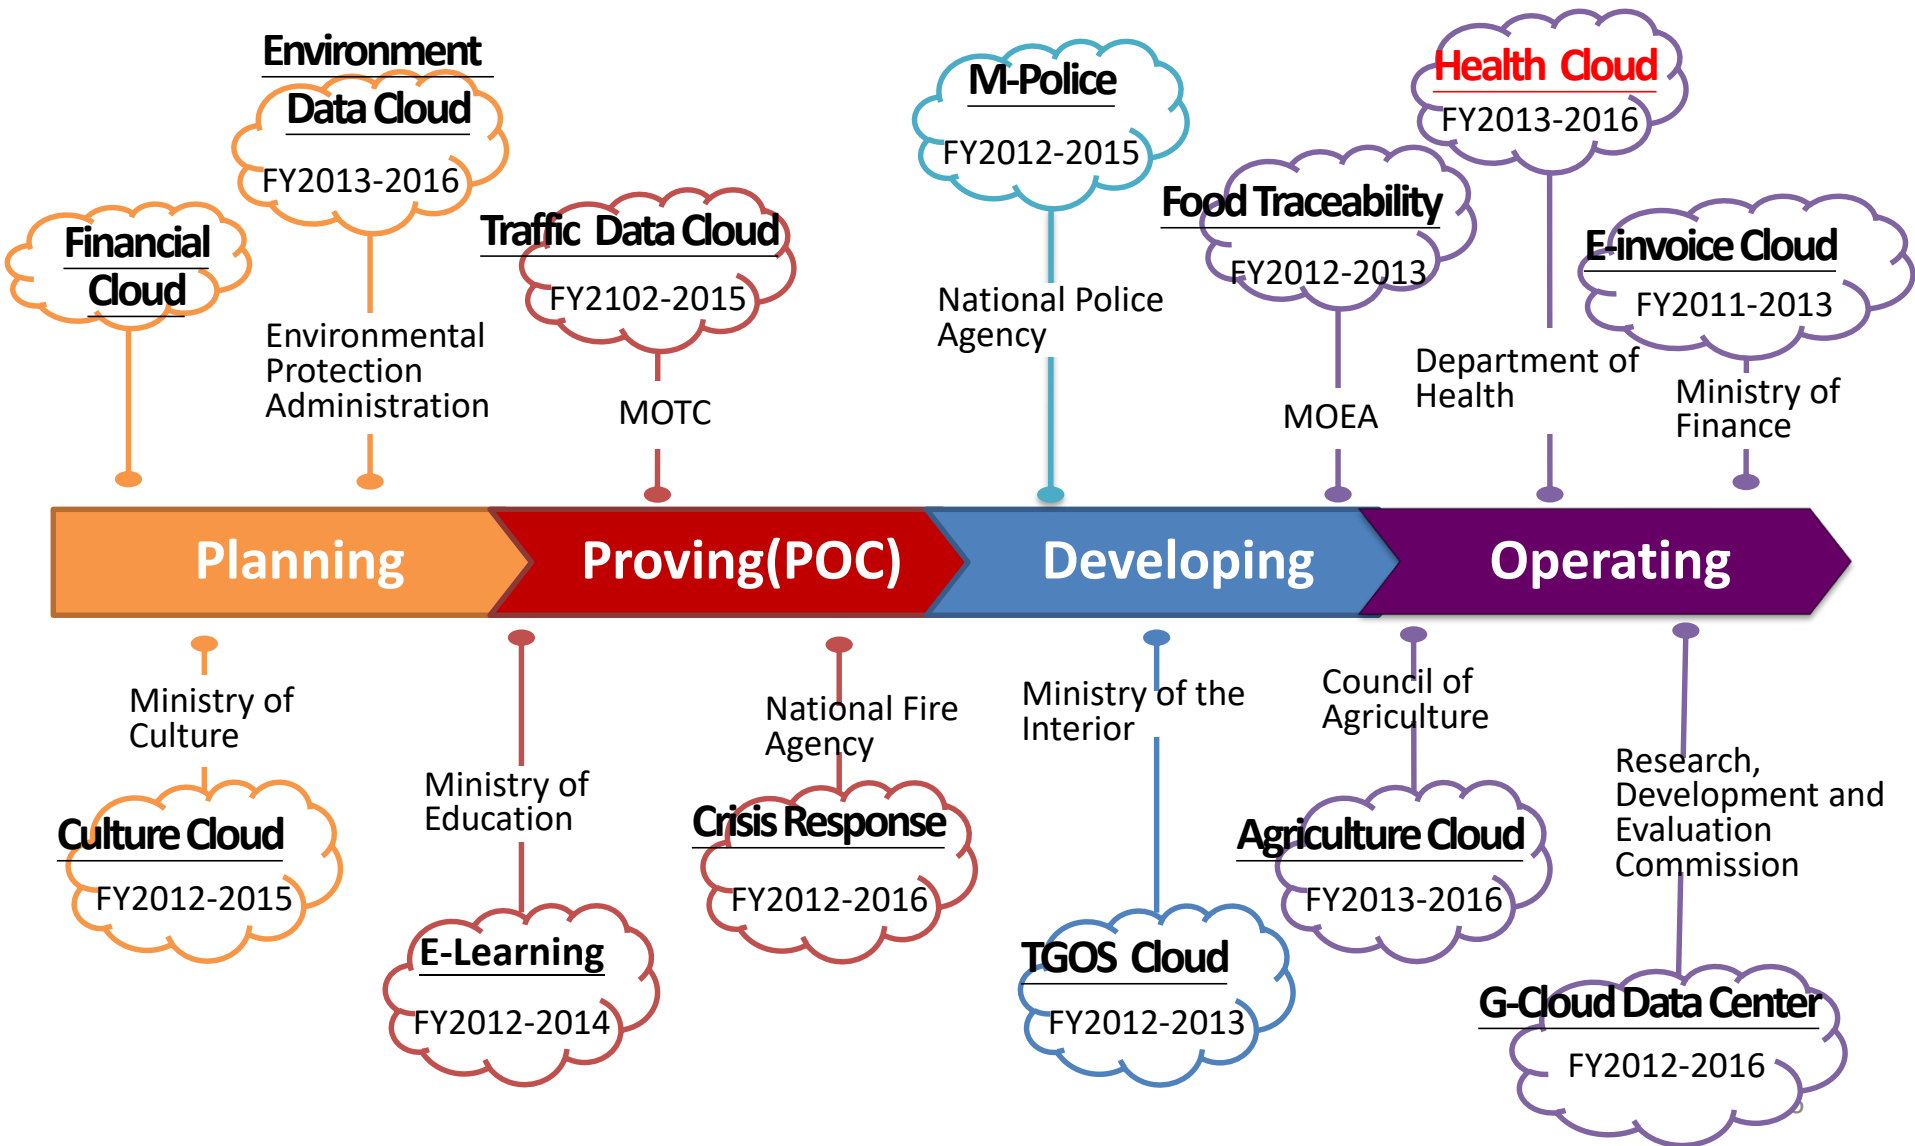 Environment
Data Cloud
FY2013-2016
Environmental
Protection
Administration
Financial
Cloud
Traffic Data Cloud
FY2102-2015
MOTC
M-Police
FY2012-2015
National Police
Agency
Food Traceability
FY2012-2013
MOEA
Health Cloud
FY2013-2016
Department of
Health
E-invoice Cloud
FY2011-2013
Ministry of
Finance
Planning
Proving(POC)
Developing
Operating
Ministry of
Culture
Culture Cloud
FY2012-2015
Ministry of
Education
E-Learning
FY2012-2014
National Fire
Agency
Crisis Response
FY2012-2016
Ministry of the
Interior
TGOS Cloud
FY2012-2013
Council of
Agriculture
Agriculture Cloud
FY2013-2016
Research,
Development and
Evaluation
Commission
G-Cloud Data Center
FY2012-2016